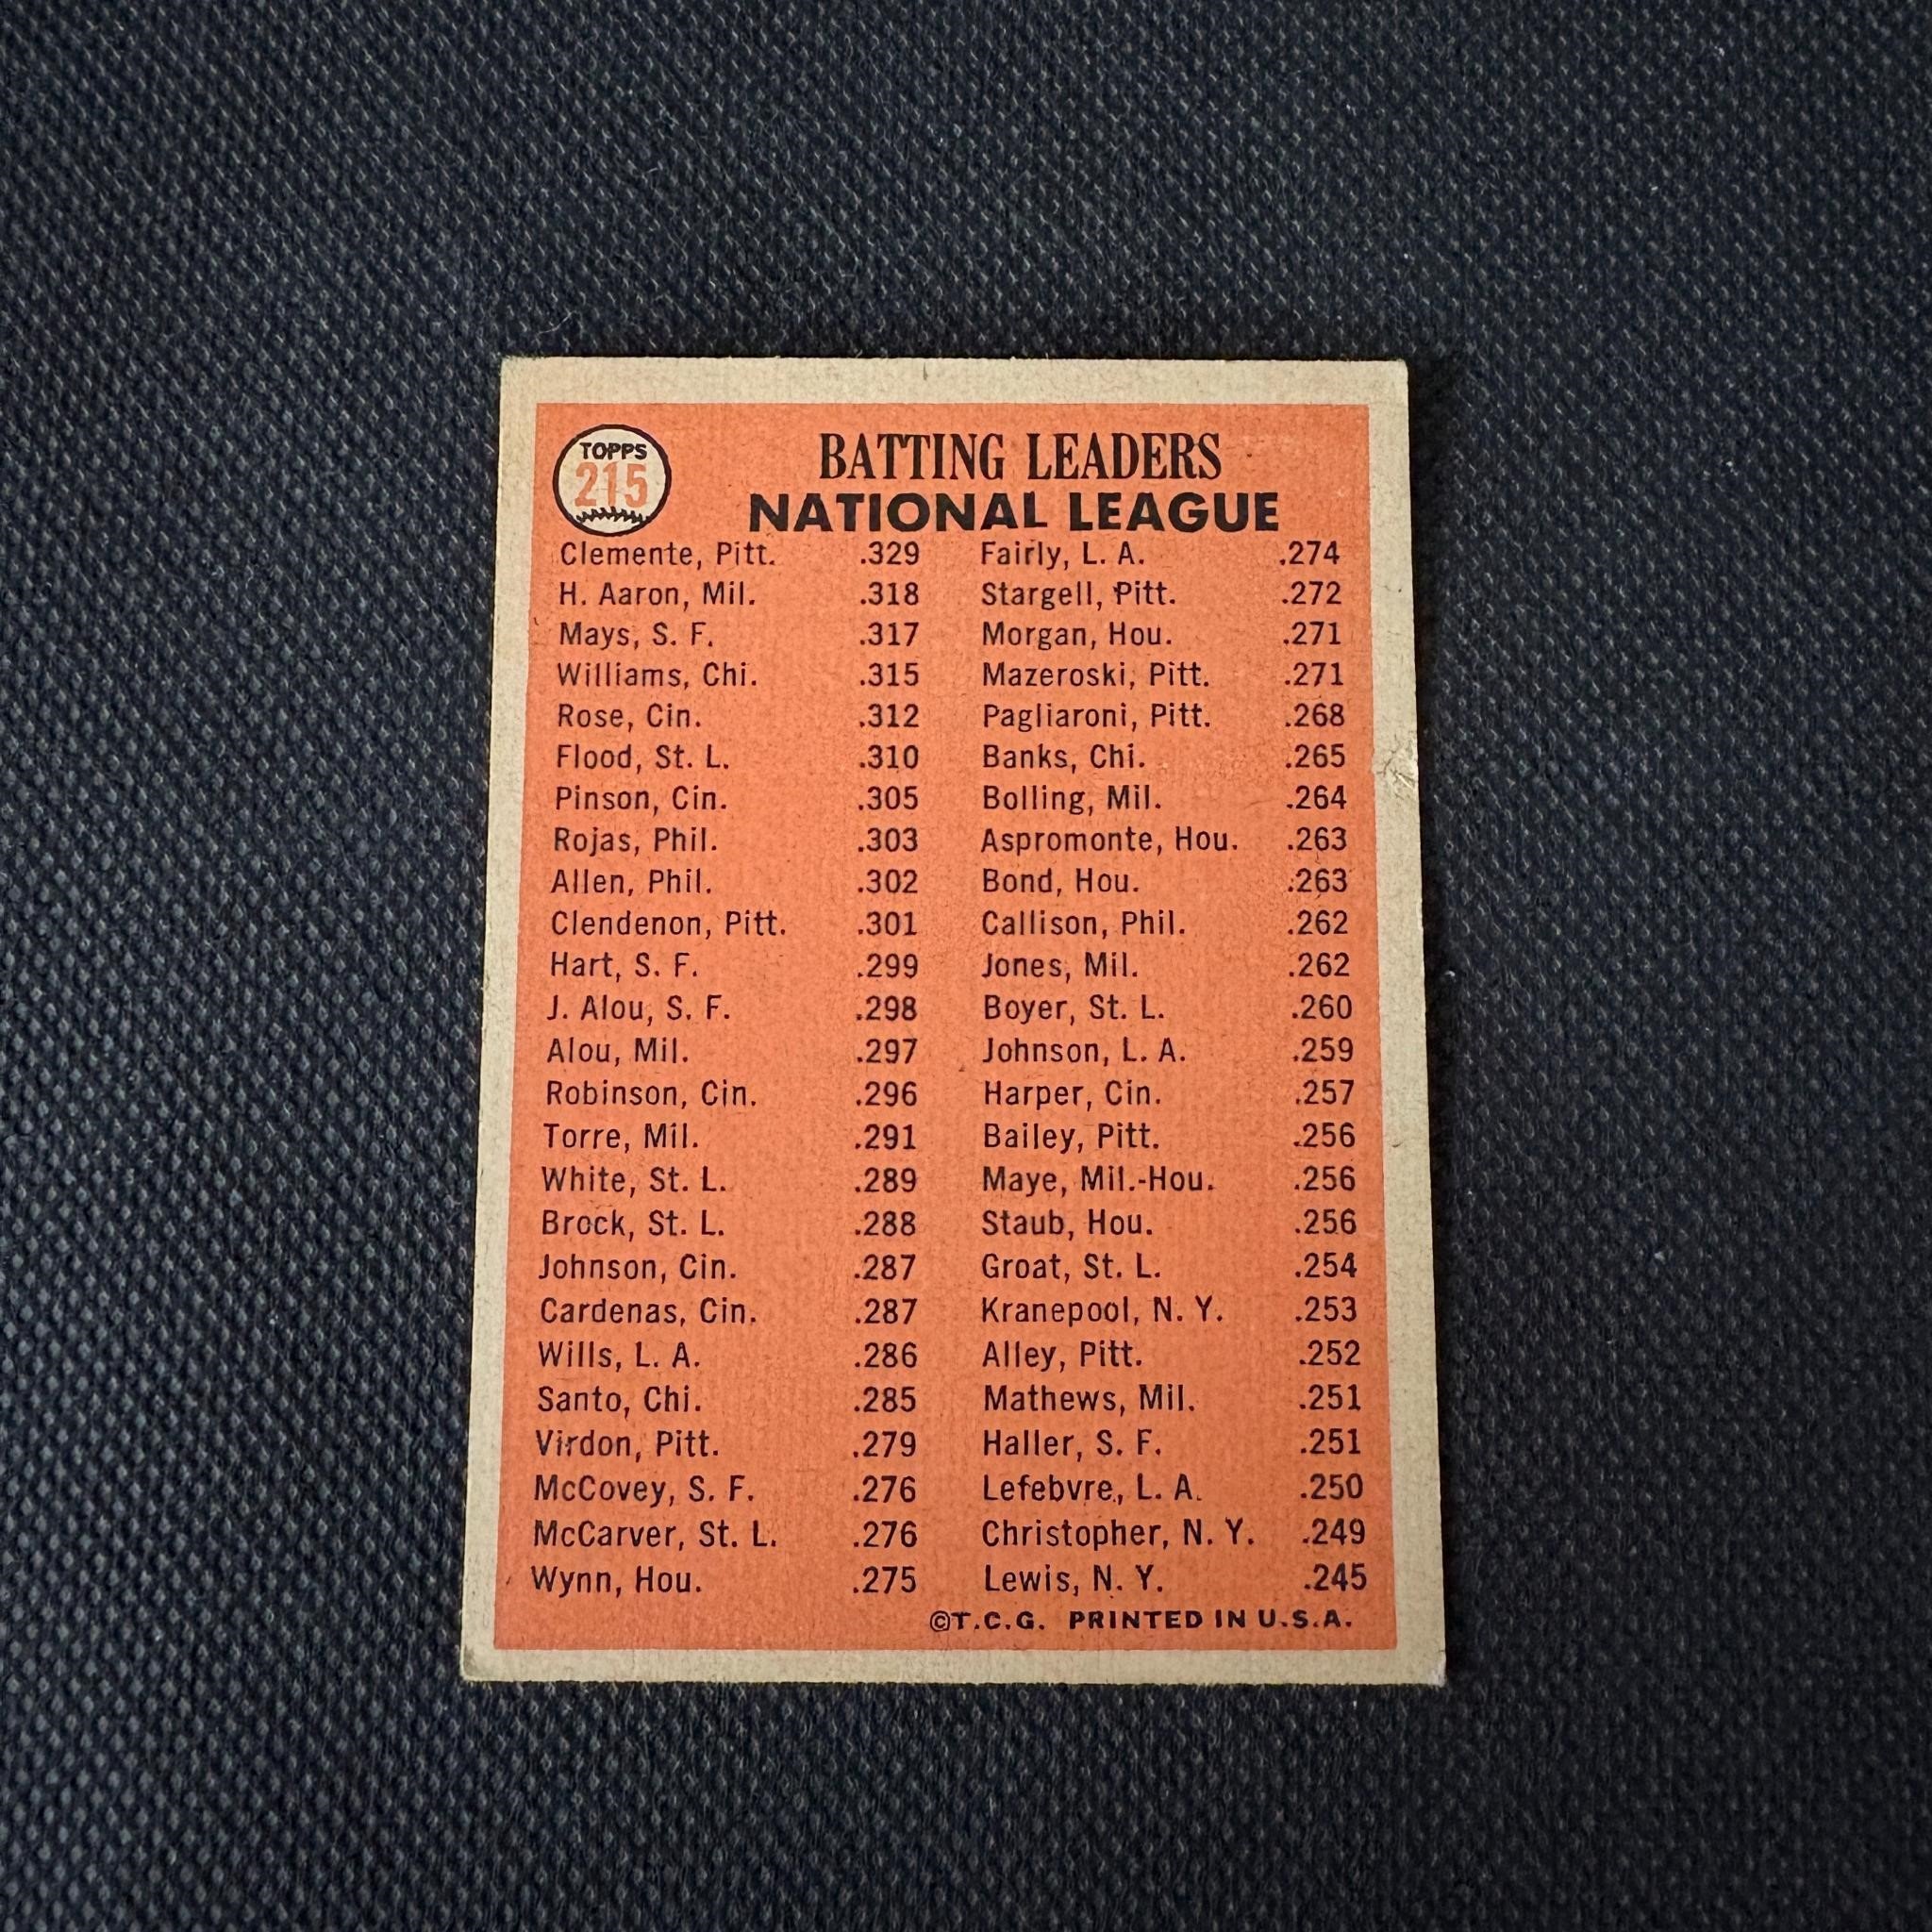 TOPPS
215
BATTING LEADERS
NATIONAL LEAGUE
Clemente, Pitt. .329
H. Aaron, Mil. .318
Mays, S. F. .317
Williams, Chi. .315
Rose, Cin. .312
Flood, St. L. .310
Pinson, Cin. .305
Rojas, Phil. .303
Allen, Phil. .302
Clendenon, Pitt. .301
Hart, S. F. .299
J. Alou, S. F. .298
Alou, Mil. .297
Robinson, Cin. .296
Torre, Mil. .291
White, St. L. .289
Brock, St. L. .288
Johnson, Cin. .287
Cardenas, Cin. .287
Wills, L. A. .286
Santo, Chi. .285
Virdon, Pitt. .279
McCovey, S. F. .276
McCarver, St. L. .276
Wynn, Hou. .275
Fairly, L. A. .274
Stargell, Pitt. .272
Morgan, Hou. .271
Mazeroski, Pitt. .271
Pagliaroni, Pitt. .268
Banks, Chi. .265
Bolling, Mil. .264
Aspromonte, Hou. .263
Bond, Hou. .263
Callison, Phil. .262
Jones, Mil. .262
Boyer, St. L. .260
Johnson, L. A. .259
Harper, Cin. .257
Bailey, Pitt. .256
Maye, Mil.-Hou. .256
Staub, Hou. .256
Groat, St. L. .254
Kranepool, N. Y. .253
Alley, Pitt. .252
Mathews, Mil. .251
Haller, S. F. .251
Lefebvre, L. A. .250
Christopher, N. Y. .249
Lewis, N. Y. .245
©T.C.G. PRINTED IN U.S.A.